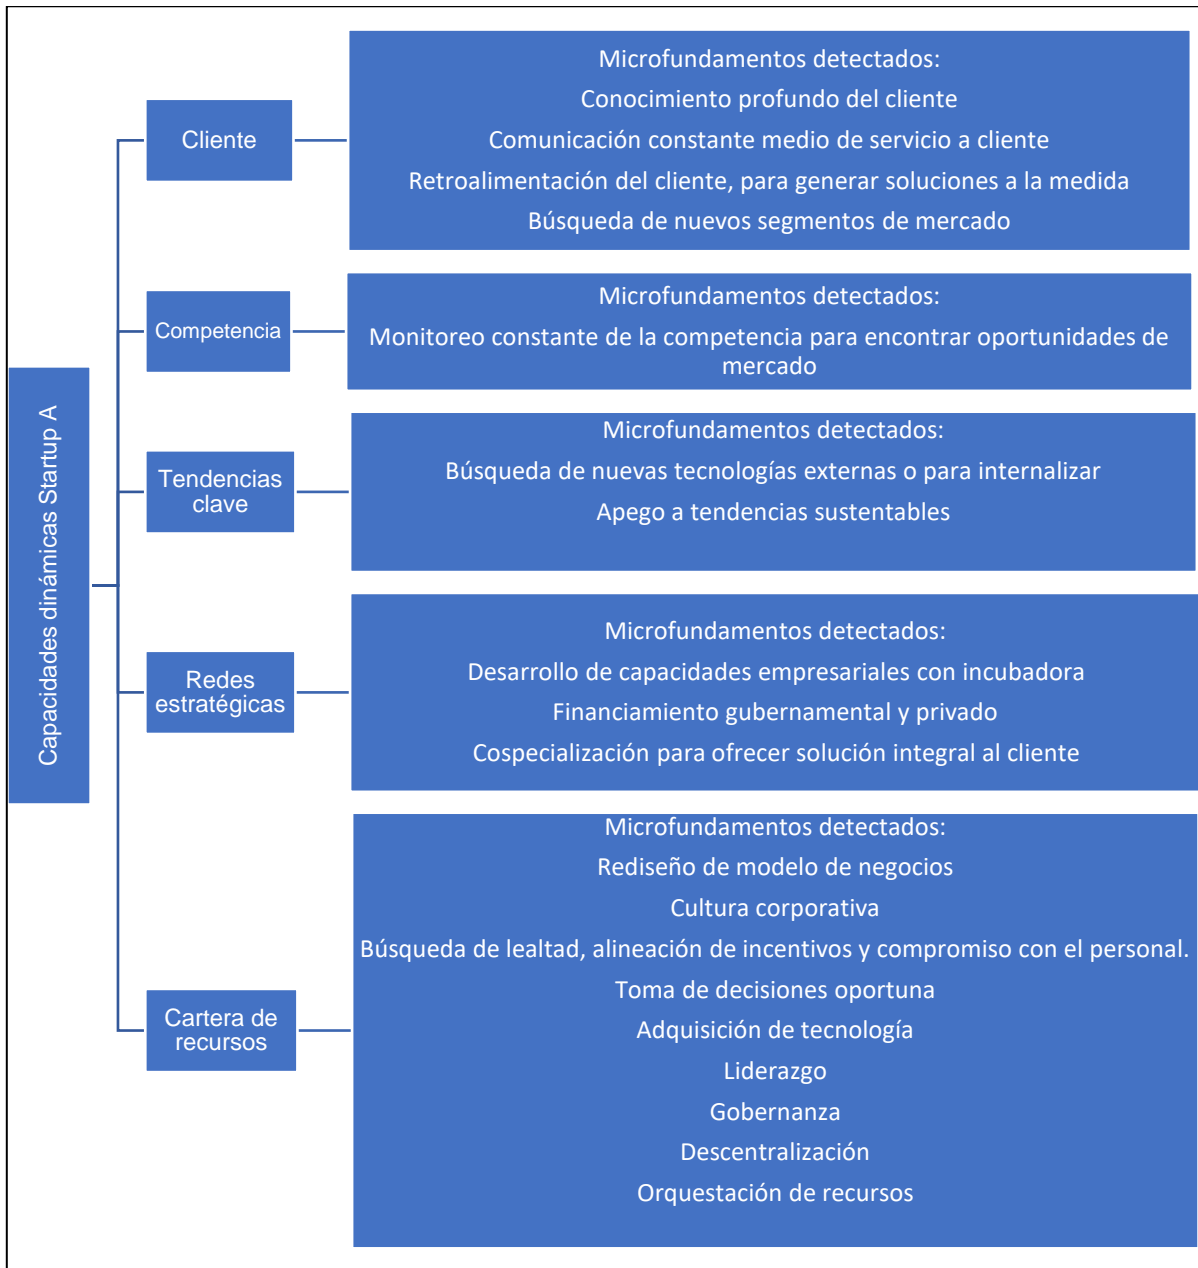 Capacidades dinámicas Startup A
Cliente
Microfundamentos detectados:
Conocimiento profundo del cliente
Comunicación constante medio de servicio a cliente
Retroalimentación del cliente, para generar soluciones a la medida
Búsqueda de nuevos segmentos de mercado
Competencia
Microfundamentos detectados:
Monitoreo constante de la competencia para encontrar oportunidades de
mercado
Tendencias
clave
Microfundamentos detectados:
Búsqueda de nuevas tecnologías externas o para internalizar
Apego a tendencias sustentables
Redes
estratégicas
Microfundamentos detectados:
Desarrollo de capacidades empresariales con incubadora
Financiamiento gubernamental y privado
Cospecialización para ofrecer solución integral al cliente
Cartera de
recursos
Microfundamentos detectados:
Rediseño de modelo de negocios
Cultura corporativa
Búsqueda de lealtad, alineación de incentivos y compromiso con el personal.
Toma de decisiones oportuna
Adquisición de tecnología
Liderazgo
Gobernanza
Descentralización
Orquestación de recursos